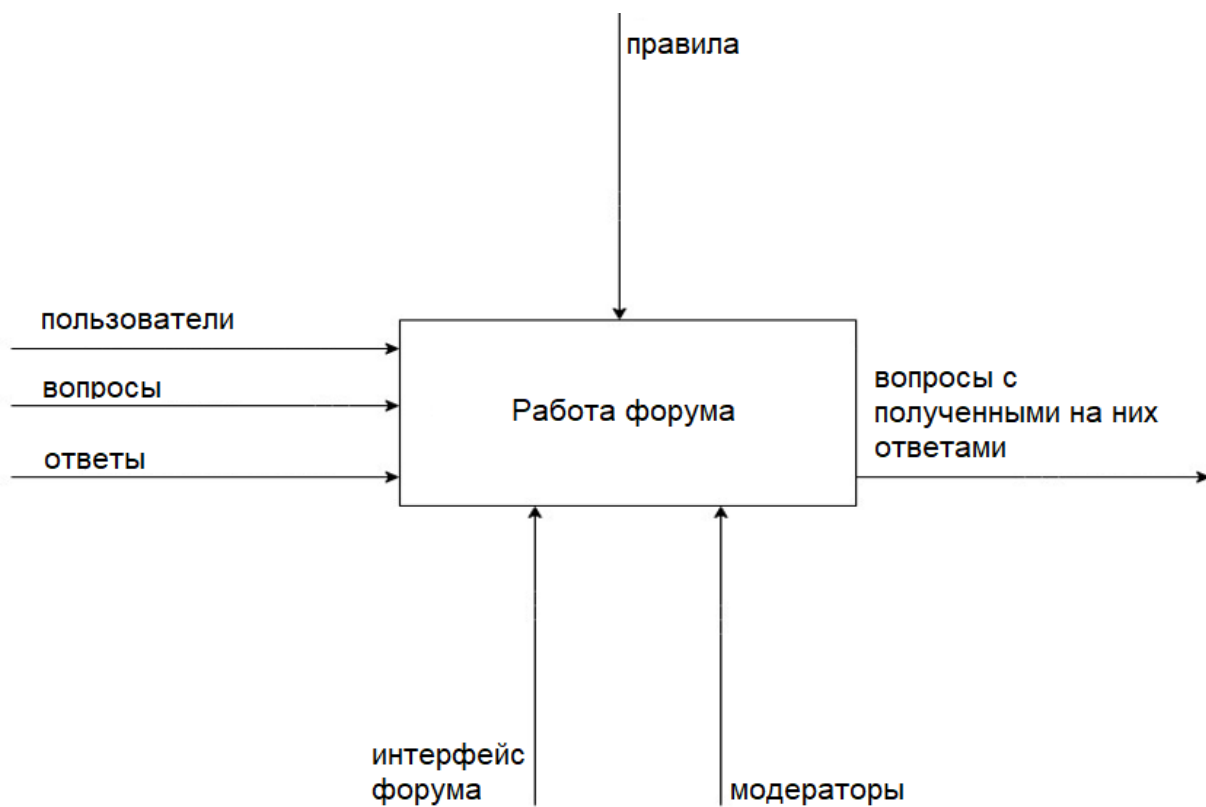 правила
пользователи
вопросы
ответы
Работа форума
вопросы с
полученными на них
ответами
интерфейс
форума
модераторы